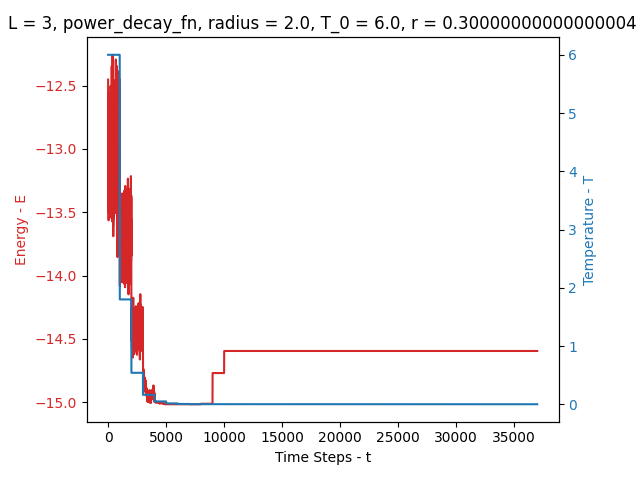 L = 3, power_decay_fn, radius = 2.0, T_0 = 6.0, r = 0.30000000000000004
Energy - E
−12.5
−13.0
−13.5
−14.0
−14.5
−15.0
6
5
4
3
2
1
0
Temperature - T
0 5000 10000 15000 20000 25000 30000 35000
Time Steps - t